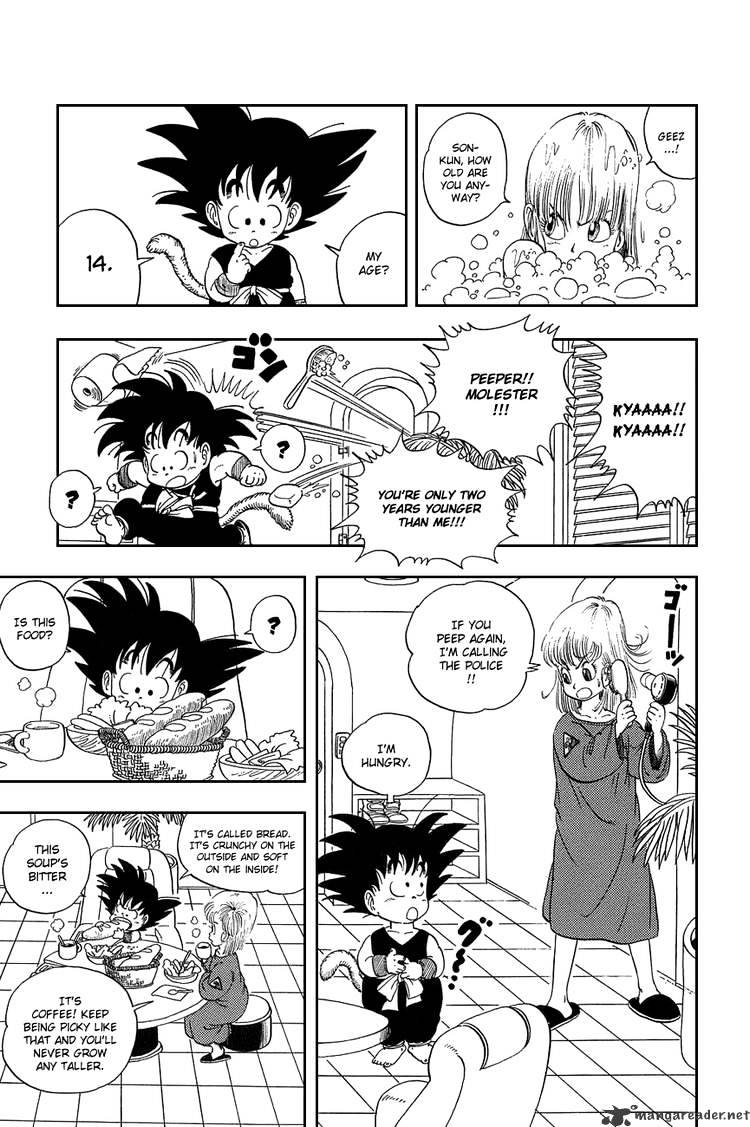 GEEZ
...!
SON-
KUN, HOW
OLD ARE
YOU ANY-
WAY?
MY
AGE?
14.
KYAAAA!!
KYAAAA!!
PEEPER!!
MOLESTER
!!!
YOU'RE ONLY TWO
YEARS YOUNGER
THAN ME!!!
ゴン
?
?
ゴーッ
IF YOU
PEEP AGAIN,
I'M CALLING
THE POLICE
!!
I'M
HUNGRY.
ぐ〜〜
?
IS THIS
FOOD?
IT'S CALLED BREAD.
IT'S CRUNCHY ON THE
OUTSIDE AND SOFT
ON THE INSIDE!
THIS
SOUP'S
BITTER
...
IT'S
COFFEE! KEEP
BEING PICKY LIKE
THAT AND YOU'LL
NEVER GROW
ANY TALLER.
mangareader.net